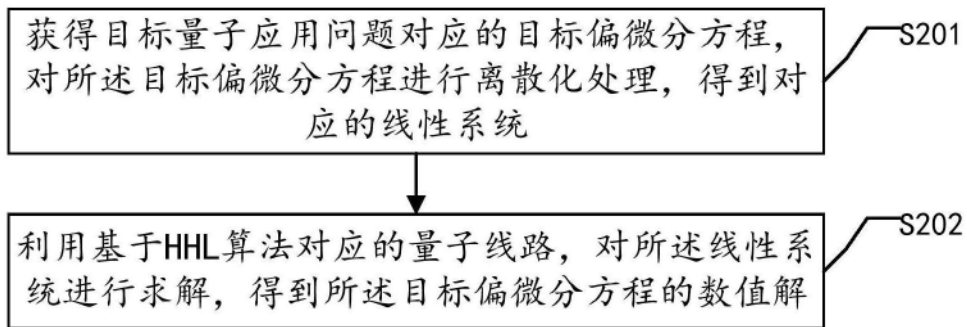 获得目标量子应用问题对应的目标偏微分方程,
对所述目标偏微分方程进行离散化处理, 得到对
应的线性系统
S201
利用基于HHL算法对应的量子线路, 对所述线性系
统进行求解, 得到所述目标偏微分方程的数值解
S202